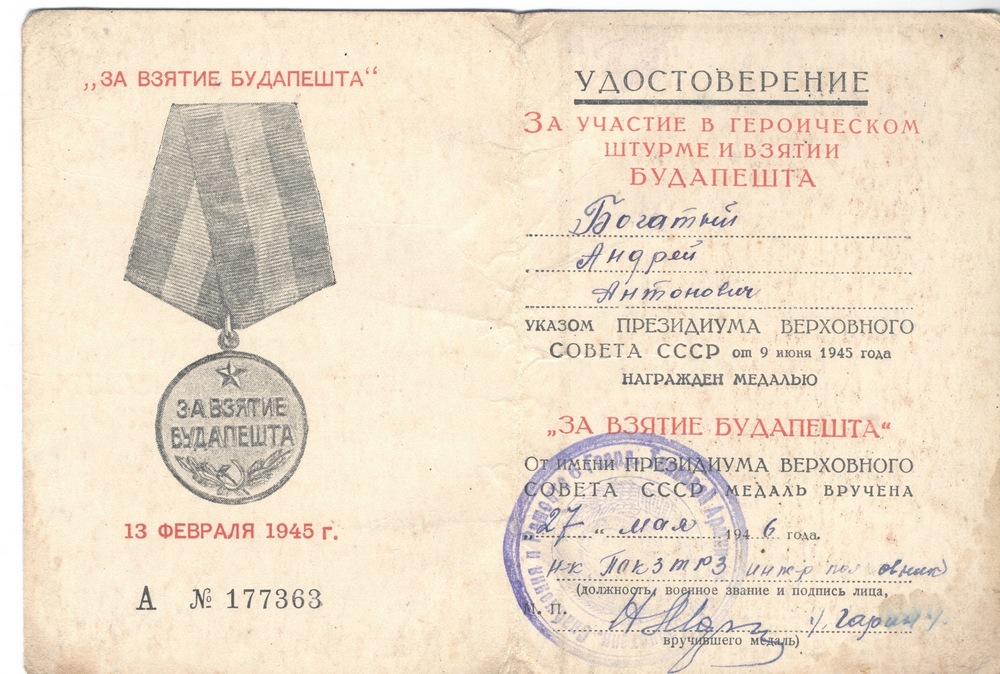 „ЗА ВЗЯТИЕ БУДАПЕШТА“
ЗА ВЗЯТИЕ
БУДАПЕШТА
13 ФЕВРАЛЯ 1945 г.
А № 177363
УДОСТОВЕРЕНИЕ
ЗА УЧАСТИЕ В ГЕРОИЧЕСКОМ
ШТУРМЕ И ВЗЯТИИ
БУДАПЕШТА
Богатый
Андрей
Антонович
УКАЗОМ ПРЕЗИДИУМА ВЕРХОВНОГО
СОВЕТА СССР от 9 июня 1945 года
НАГРАЖДЕН МЕДАЛЬЮ
„ЗА ВЗЯТИЕ БУДАПЕШТА“
От имени ПРЕЗИДИУМА ВЕРХОВНОГО
СОВЕТА СССР МЕДАЛЬ ВРУЧЕНА
„27“ мая 1946 года.
(должность, военное звание и подпись лица,
М. П.
/Гарин/
вручившего медаль)